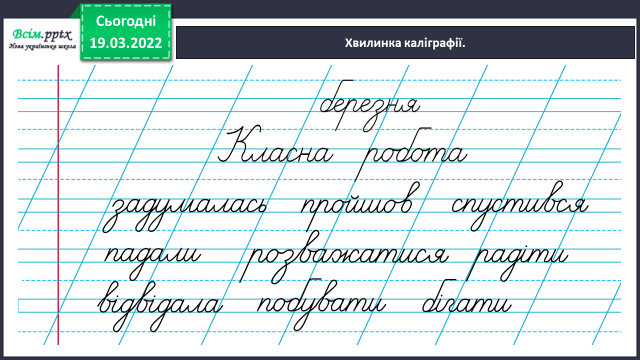 Всім.pptx
Нова українська школа
Сьогодні
19.03.2022
Хвилинка каліграфії.
березня
Класна робота
задумалась пройшов спустився
падали розважатися радіти
відвідала побувати бігати